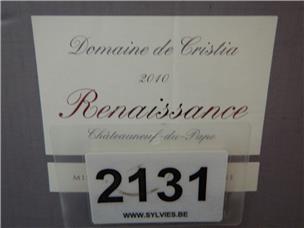 Domaine de Cristia
2010
Renaissance
Châteauneuf-du-Pape
2131
WWW.SYLVIES.BE